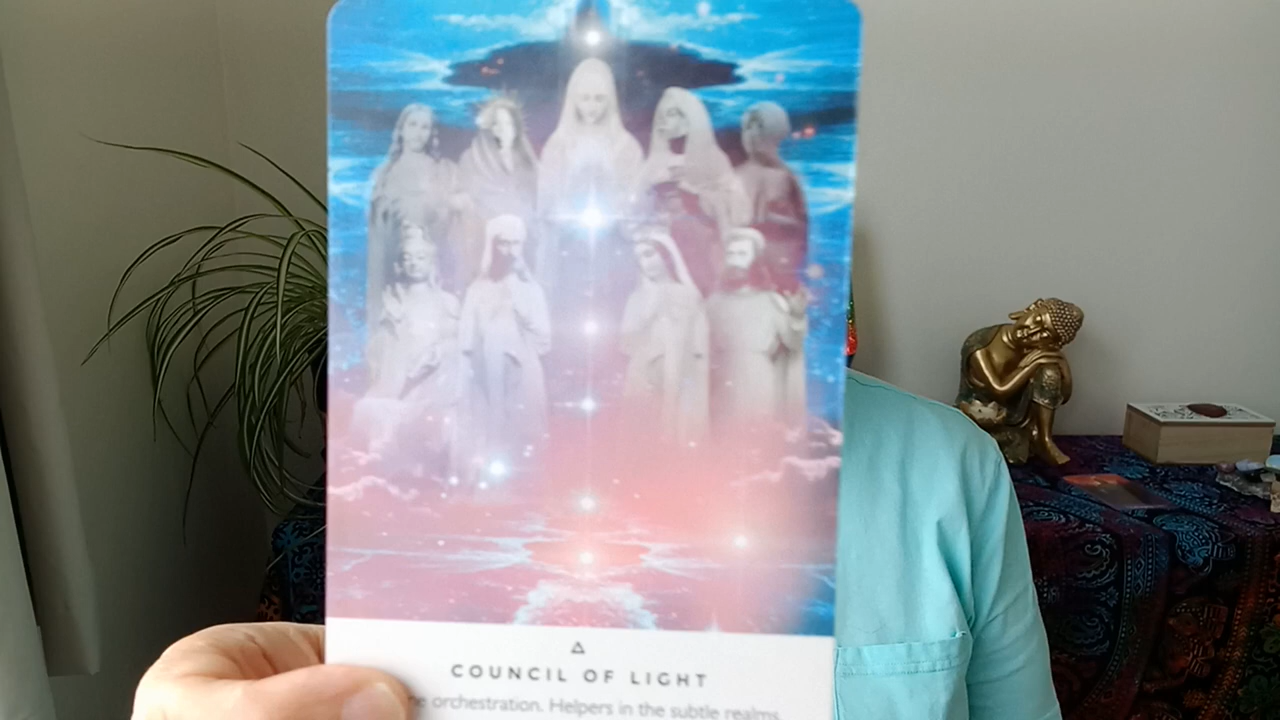 COUNCIL OF LIGHT
orchestration. Helpers in the subtle realms.